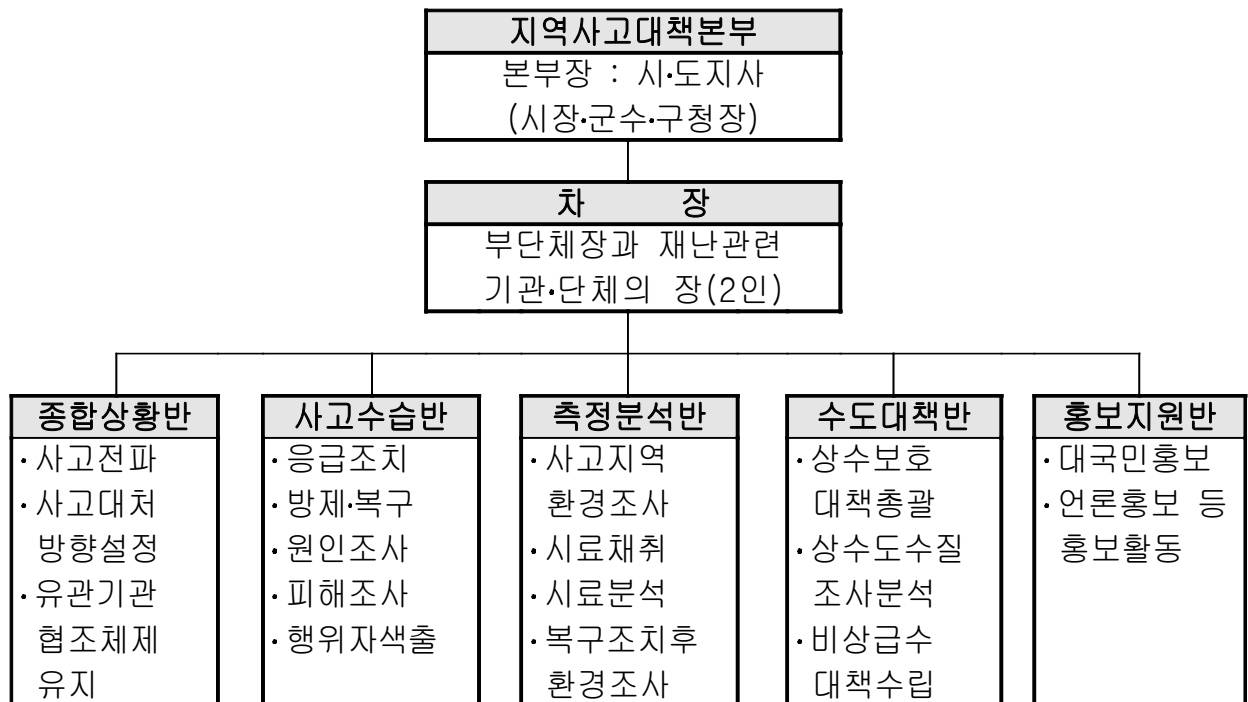 지역사고대책본부
본부장 : 시·도지사
(시장·군수·구청장)
차 장
부단체장과 재난관련
기관·단체의 장(2인)
종합상황반
·사고전파
·사고대처
방향설정
·유관기관
협조체제
유지
사고수습반
·응급조치
·방제·복구
·원인조사
·피해조사
·행위자색출
측정분석반
·사고지역
환경조사
·시료채취
·시료분석
·복구조치후
환경조사
수도대책반
·상수보호
대책총괄
·상수도수질
조사분석
·비상급수
대책수립
홍보지원반
·대국민홍보
·언론홍보 등
홍보활동